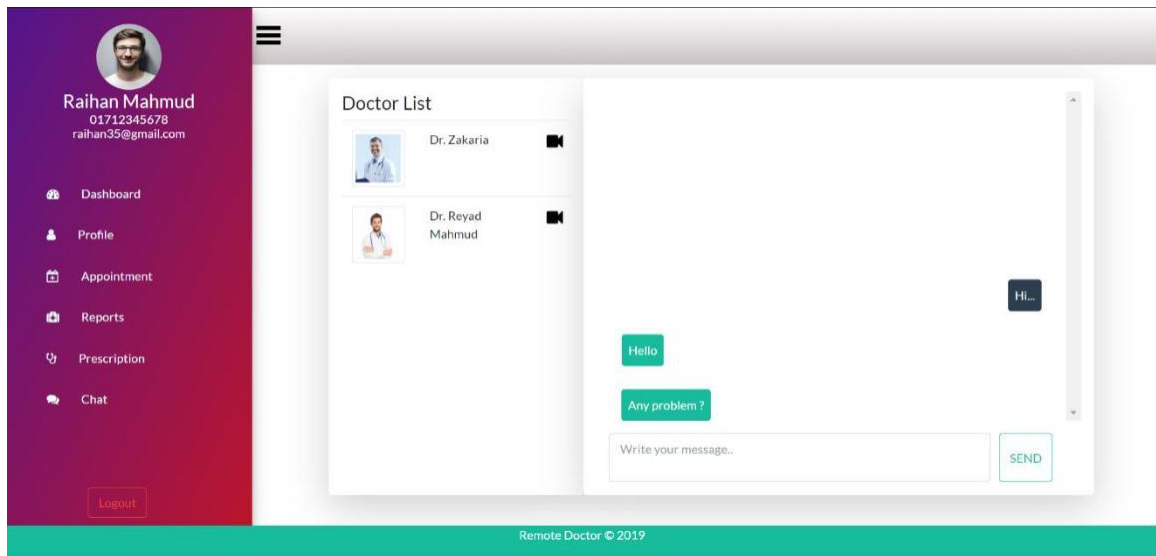 Raihan Mahmud
01712345678
raihan35@gmail.com
Dashboard
Profile
Appointment
Reports
Prescription
Chat
Logout
Doctor List
Dr. Zakaria
Dr. Reyad
Mahmud
Hi...
Hello
Any problem ?
Write your message..
SEND
Remote Doctor © 2019